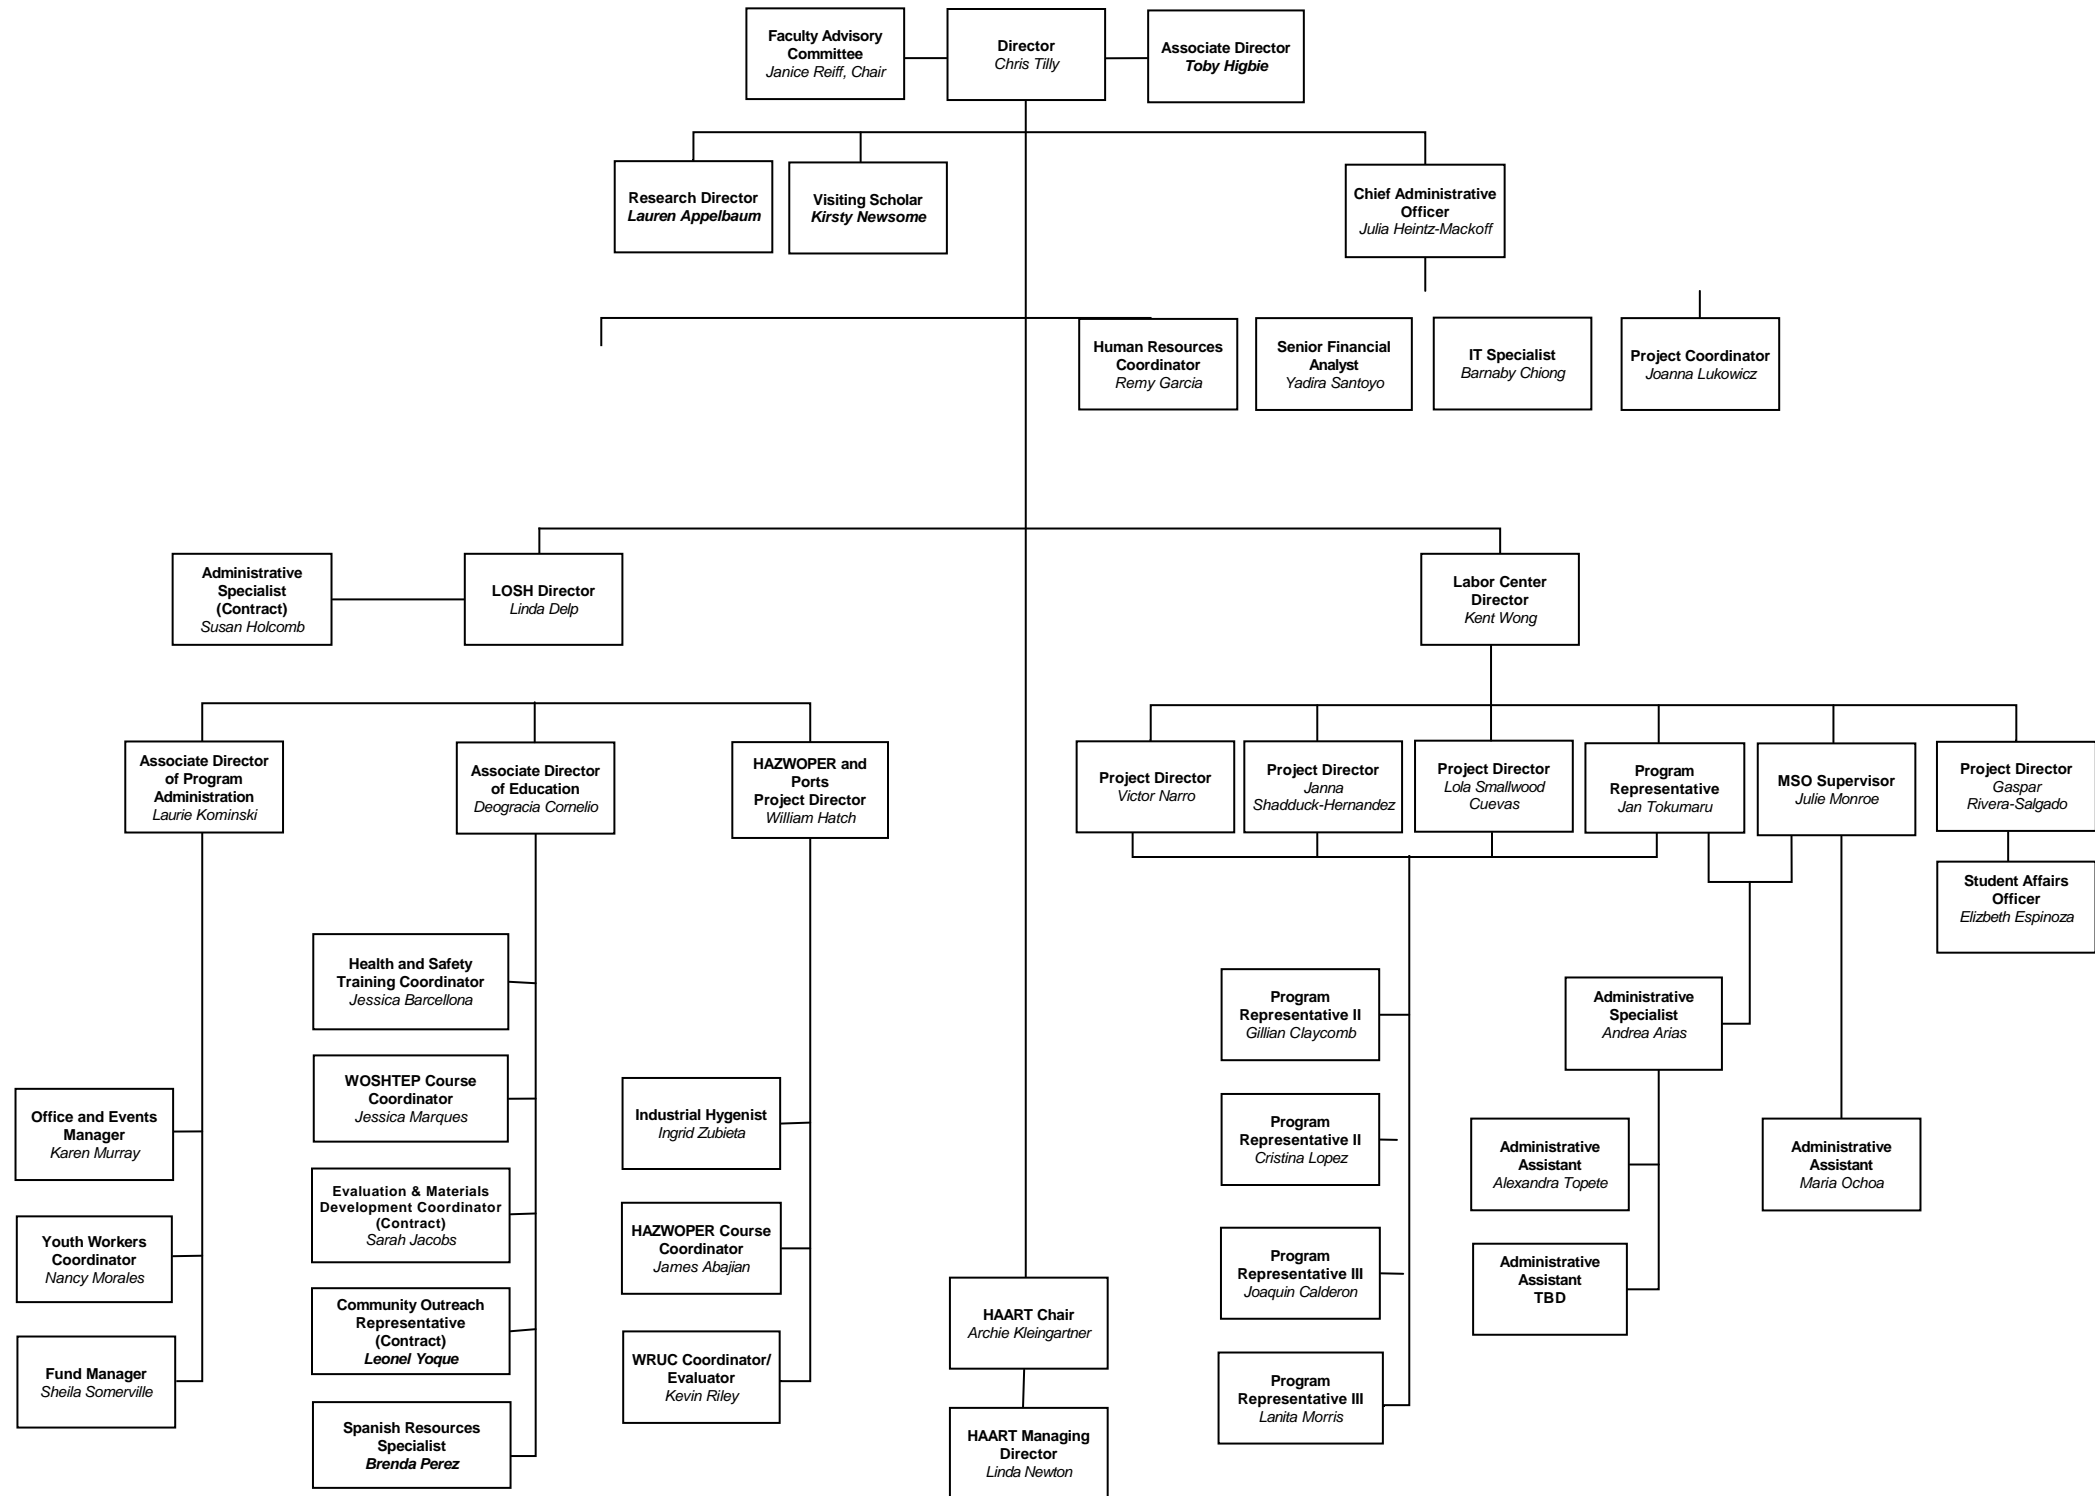 Faculty Advisory
Committee
Janice Reiff, Chair
Director
Chris Tilly
Associate Director
Toby Higbie
Research Director
Lauren Appelbaum
Visiting Scholar
Kirsty Newsome
Chief Administrative
Officer
Julia Heintz-Mackoff
Human Resources
Coordinator
Remy Garcia
Senior Financial
Analyst
Yadira Santoyo
IT Specialist
Barnaby Chiong
Project Coordinator
Joanna Lukowicz
Administrative
Specialist
(Contract)
Susan Holcomb
LOSH Director
Linda Delp
Labor Center
Director
Kent Wong
Associate Director
of Program
Administration
Laurie Kominski
Associate Director
of Education
Deogracia Cornelio
HAZWOPER and
Ports
Project Director
William Hatch
Project Director
Victor Narro
Project Director
Janna
Shadduck-Hernandez
Project Director
Lola Smallwood
Cuevas
Program
Representative
Jan Tokumaru
MSO Supervisor
Julie Monroe
Project Director
Gaspar
Rivera-Salgado
Student Affairs
Officer
Elizbeth Espinoza
Health and Safety
Training Coordinator
Jessica Barcellona
WOSHTEP Course
Coordinator
Jessica Marques
Evaluation & Materials
Development Coordinator
(Contract)
Sarah Jacobs
Community Outreach
Representative
(Contract)
Leonel Yoque
Spanish Resources
Specialist
Brenda Perez
Office and Events
Manager
Karen Murray
Youth Workers
Coordinator
Nancy Morales
Fund Manager
Sheila Somerville
Industrial Hygenist
Ingrid Zubieta
HAZWOPER Course
Coordinator
James Abajian
WRUC Coordinator/
Evaluator
Kevin Riley
HAART Chair
Archie Kleingartner
HAART Managing
Director
Linda Newton
Program
Representative II
Gillian Claycomb
Program
Representative II
Cristina Lopez
Program
Representative III
Joaquin Calderon
Program
Representative III
Lanita Morris
Administrative
Specialist
Andrea Arias
Administrative
Assistant
Alexandra Topete
Administrative
Assistant
TBD
Administrative
Assistant
Maria Ochoa